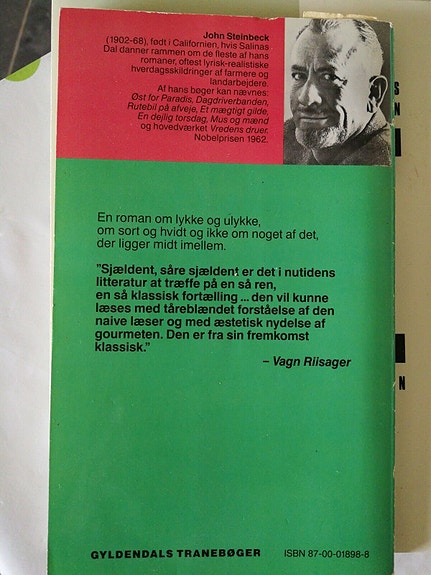 John Steinbeck
(1902-68), født i Californien, hvis Salinas
Dal danner rammen om de fleste af hans
romaner, oftest lyrisk-realistiske
hverdagsskildringer af farmere og
landarbejdere.
Af hans bøger kan nævnes:
Øst for Paradis, Dagdriverbanden,
Rutebil på afveje, Et mægtigt gilde,
En dejlig torsdag, Mus og mænd
og hovedværket Vredens druer.
Nobelprisen 1962.
En roman om lykke og ulykke,
om sort og hvidt og ikke om noget af det,
der ligger midt imellem.
"Sjældent, såre sjældent er det i nutidens
litteratur at træffe på en så ren,
en så klassisk fortælling ... den vil kunne
læses med tåreblændet forståelse af den
naive læser og med æstetisk nydelse af
gourmeten. Den er fra sin fremkomst
klassisk."
– Vagn Riisager
GYLDENDALS TRANEBØGER ISBN 87-00-01898-8
S
N
N